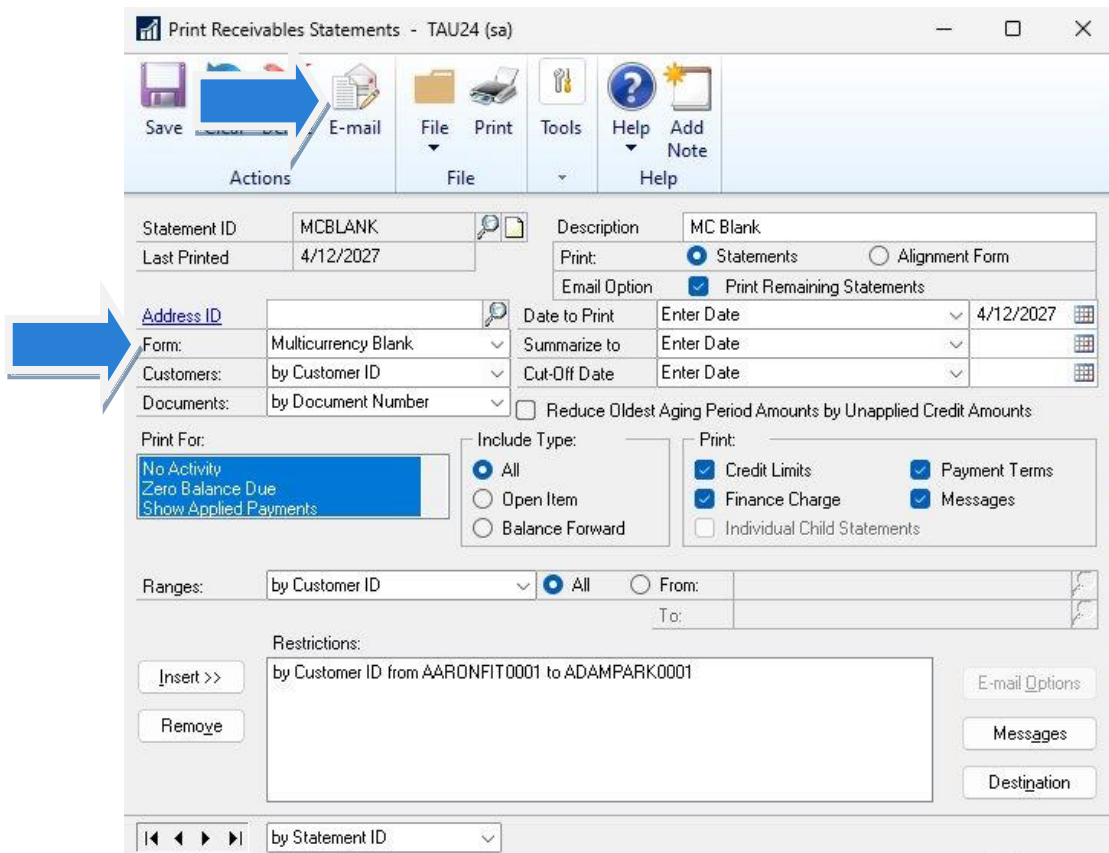 Print Receivables Statements - TAU24 (sa)
Save E-mail File Print Tools Help Add Note
Actions File Help
Statement ID MCBLANK Description MC Blank
Last Printed 4/12/2027 Print: Statements Alignment Form
Email Option Print Remaining Statements
Address ID Date to Print Enter Date 4/12/2027
Form: Multicurrency Blank Summarize to Enter Date
Customers: by Customer ID Cut-Off Date Enter Date
Documents: by Document Number Reduce Oldest Aging Period Amounts by Unapplied Credit Amounts
Print For: Include Type: Print:
No Activity All Credit Limits Payment Terms
Zero Balance Due Open Item Finance Charge Messages
Show Applied Payments Balance Forward Individual Child Statements
Ranges: by Customer ID All From:
To:
Restrictions:
Insert >> by Customer ID from AARONFIT0001 to ADAMPARK0001 E-mail Options
Remove Messages
Destination
by Statement ID